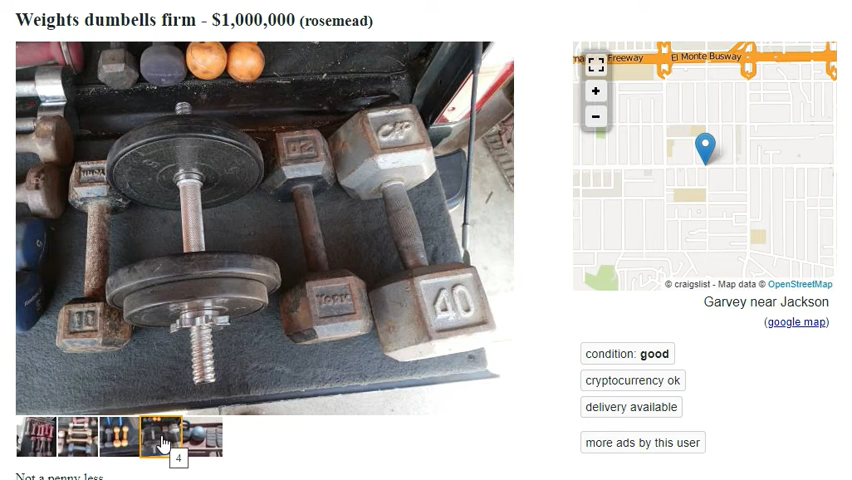 Weights dumbells firm - $1,000,000 (rosemead)
Freeway
El Monte Busway
+
−
40
© craigslist - Map data © OpenStreetMap
Garvey near Jackson
(google map)
condition: good
cryptocurrency ok
delivery available
more ads by this user
4
Not a penny less